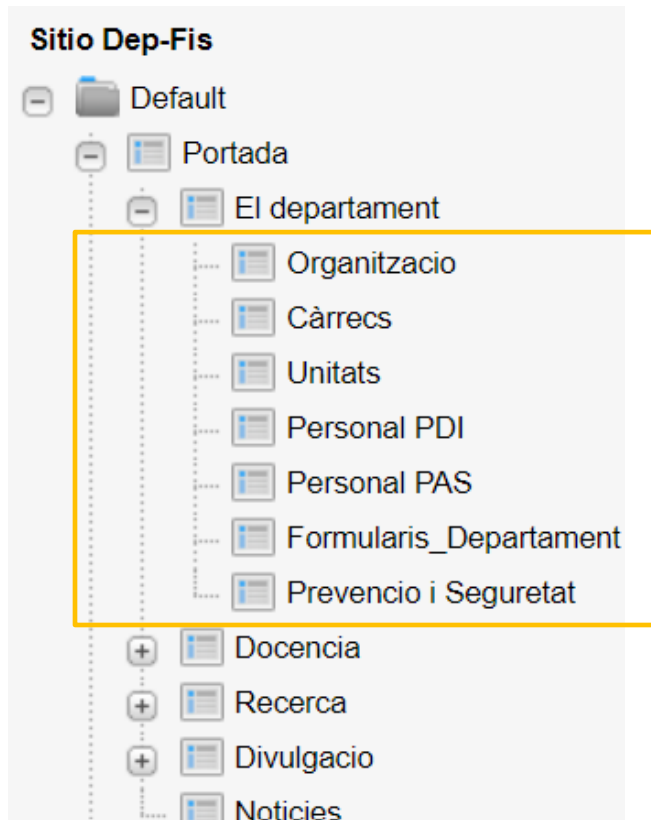 Sitio Dep-Fis
Default
Portada
El departament
Organitzacio
Càrrecs
Unitats
Personal PDI
Personal PAS
Formularis_Departament
Prevencio i Seguretat
Docencia
Recerca
Divulgacio
Noticies